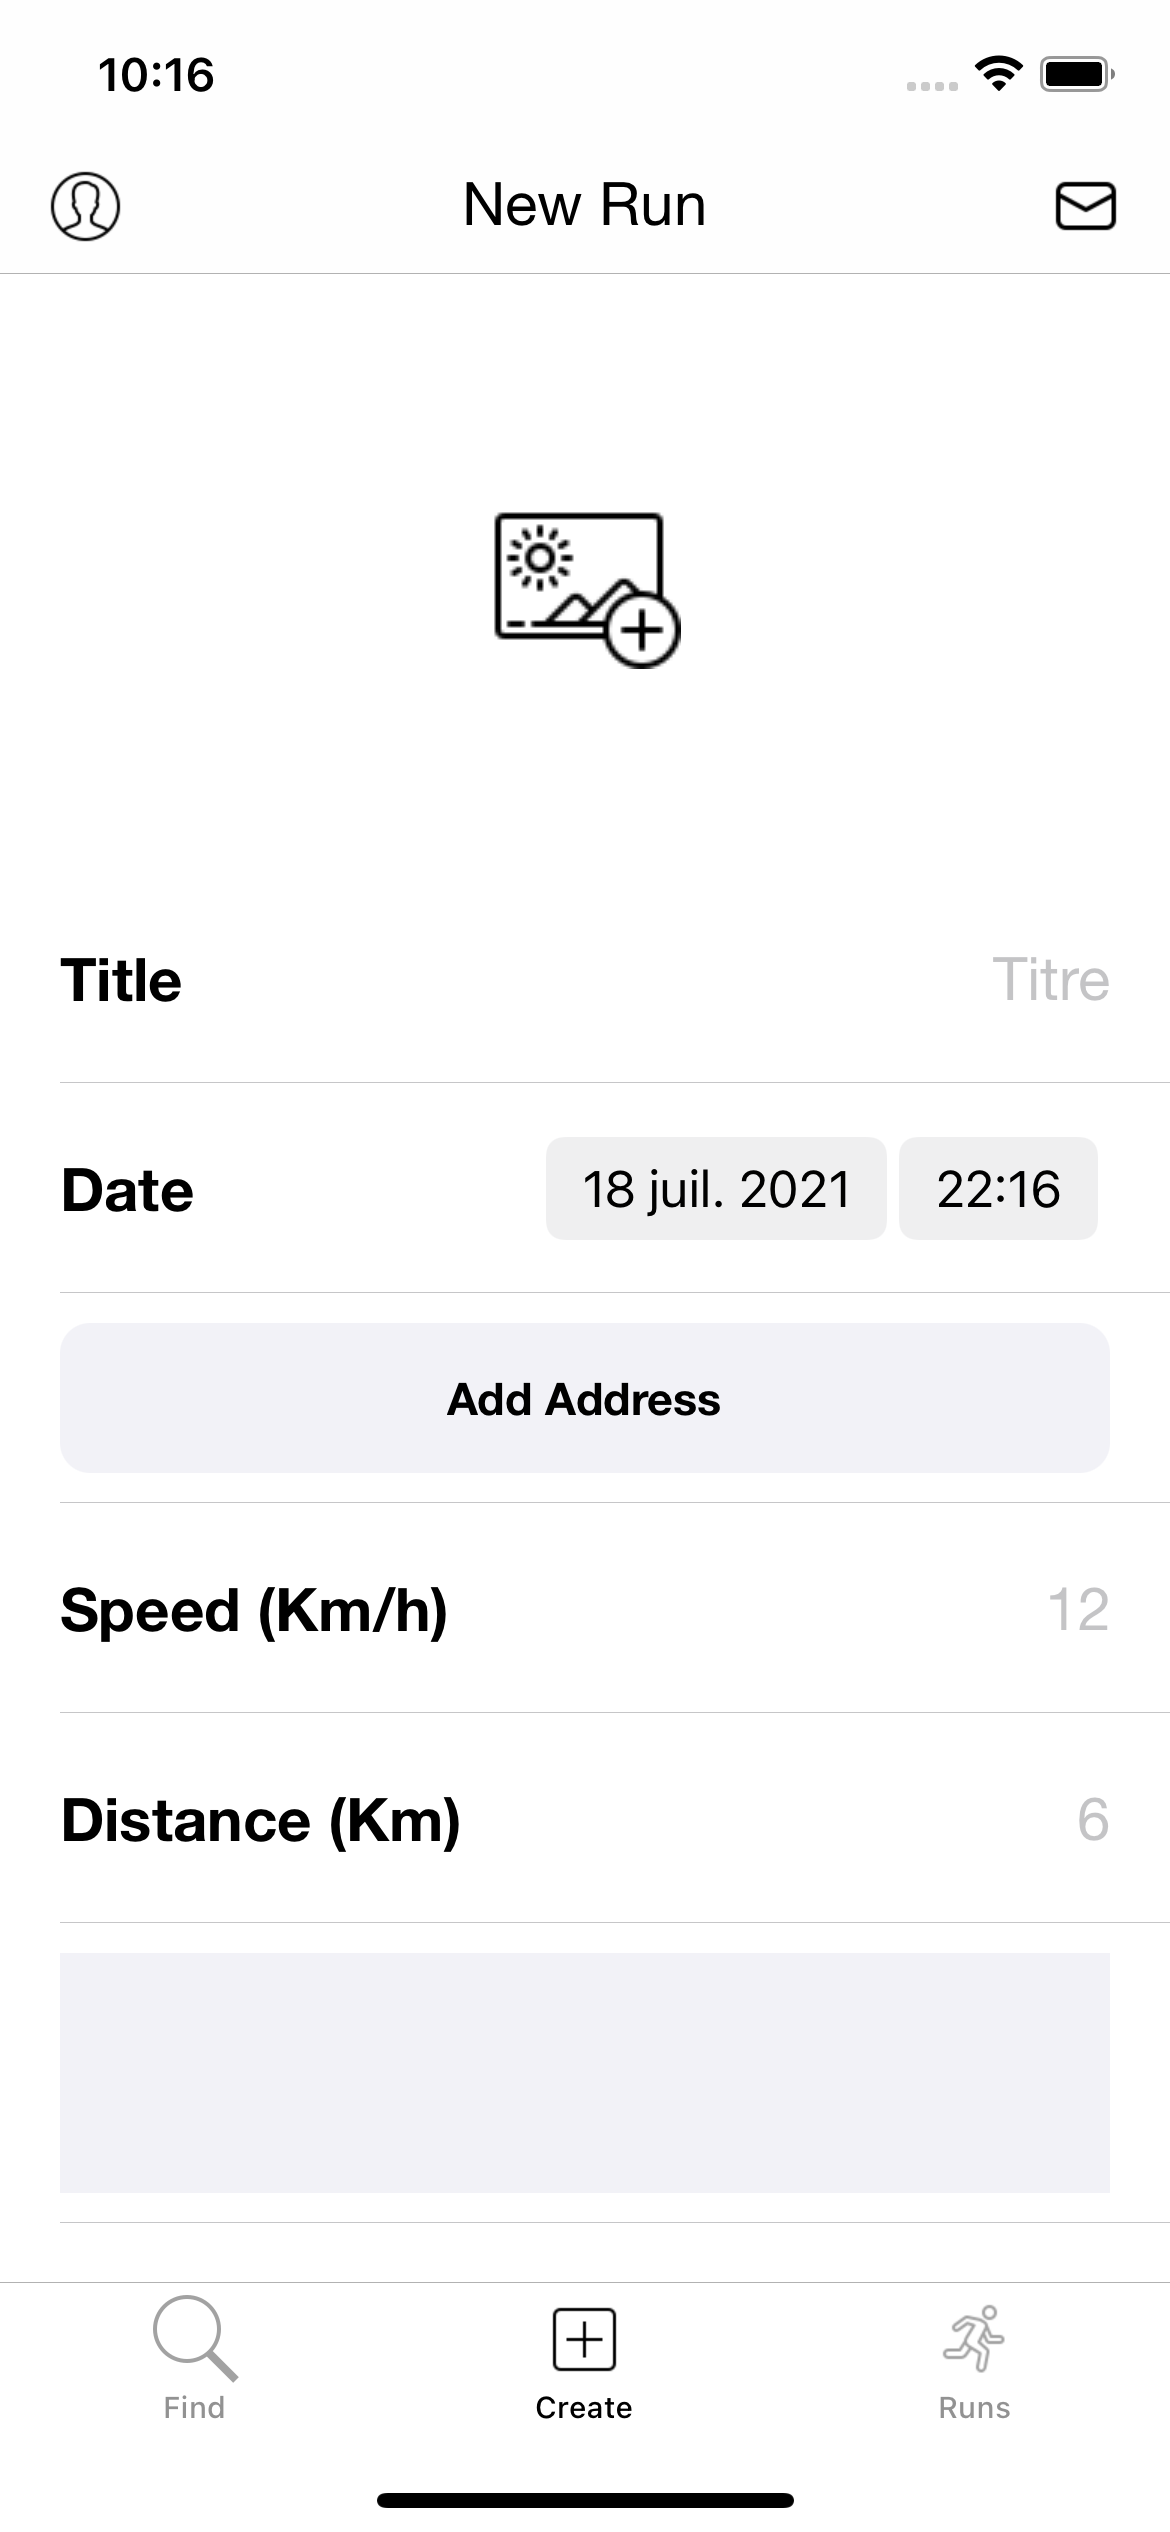 10:16
New Run
Title Titre
Date 18 juil. 2021 22:16
Add Address
Speed (Km/h) 12
Distance (Km) 6
Find Create Runs